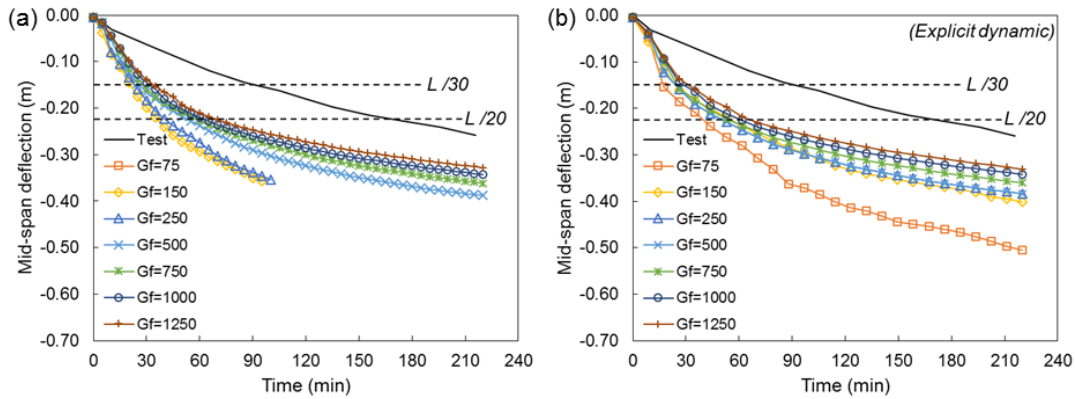 (a)
Mid-span deflection (m)
0.00
-0.10
-0.20
-0.30
-0.40
-0.50
-0.60
-0.70
L /30
L /20
Test
Gf=75
Gf=150
Gf=250
Gf=500
Gf=750
Gf=1000
Gf=1250
0 30 60 90 120 150 180 210 240
Time (min)
(b)
(Explicit dynamic)
Mid-span deflection (m)
0.00
-0.10
-0.20
-0.30
-0.40
-0.50
-0.60
-0.70
L /30
L /20
Test
Gf=75
Gf=150
Gf=250
Gf=500
Gf=750
Gf=1000
Gf=1250
0 30 60 90 120 150 180 210 240
Time (min)